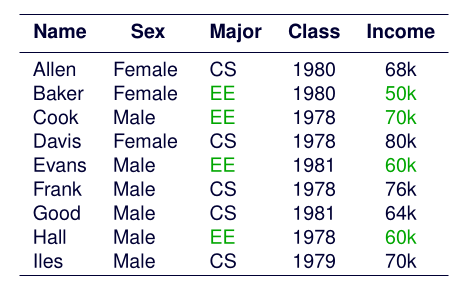 Name Sex Major Class Income
Allen Female CS 1980 68k
Baker Female EE 1980 50k
Cook Male EE 1978 70k
Davis Female CS 1978 80k
Evans Male EE 1981 60k
Frank Male CS 1978 76k
Good Male CS 1981 64k
Hall Male EE 1978 60k
Iles Male CS 1979 70k